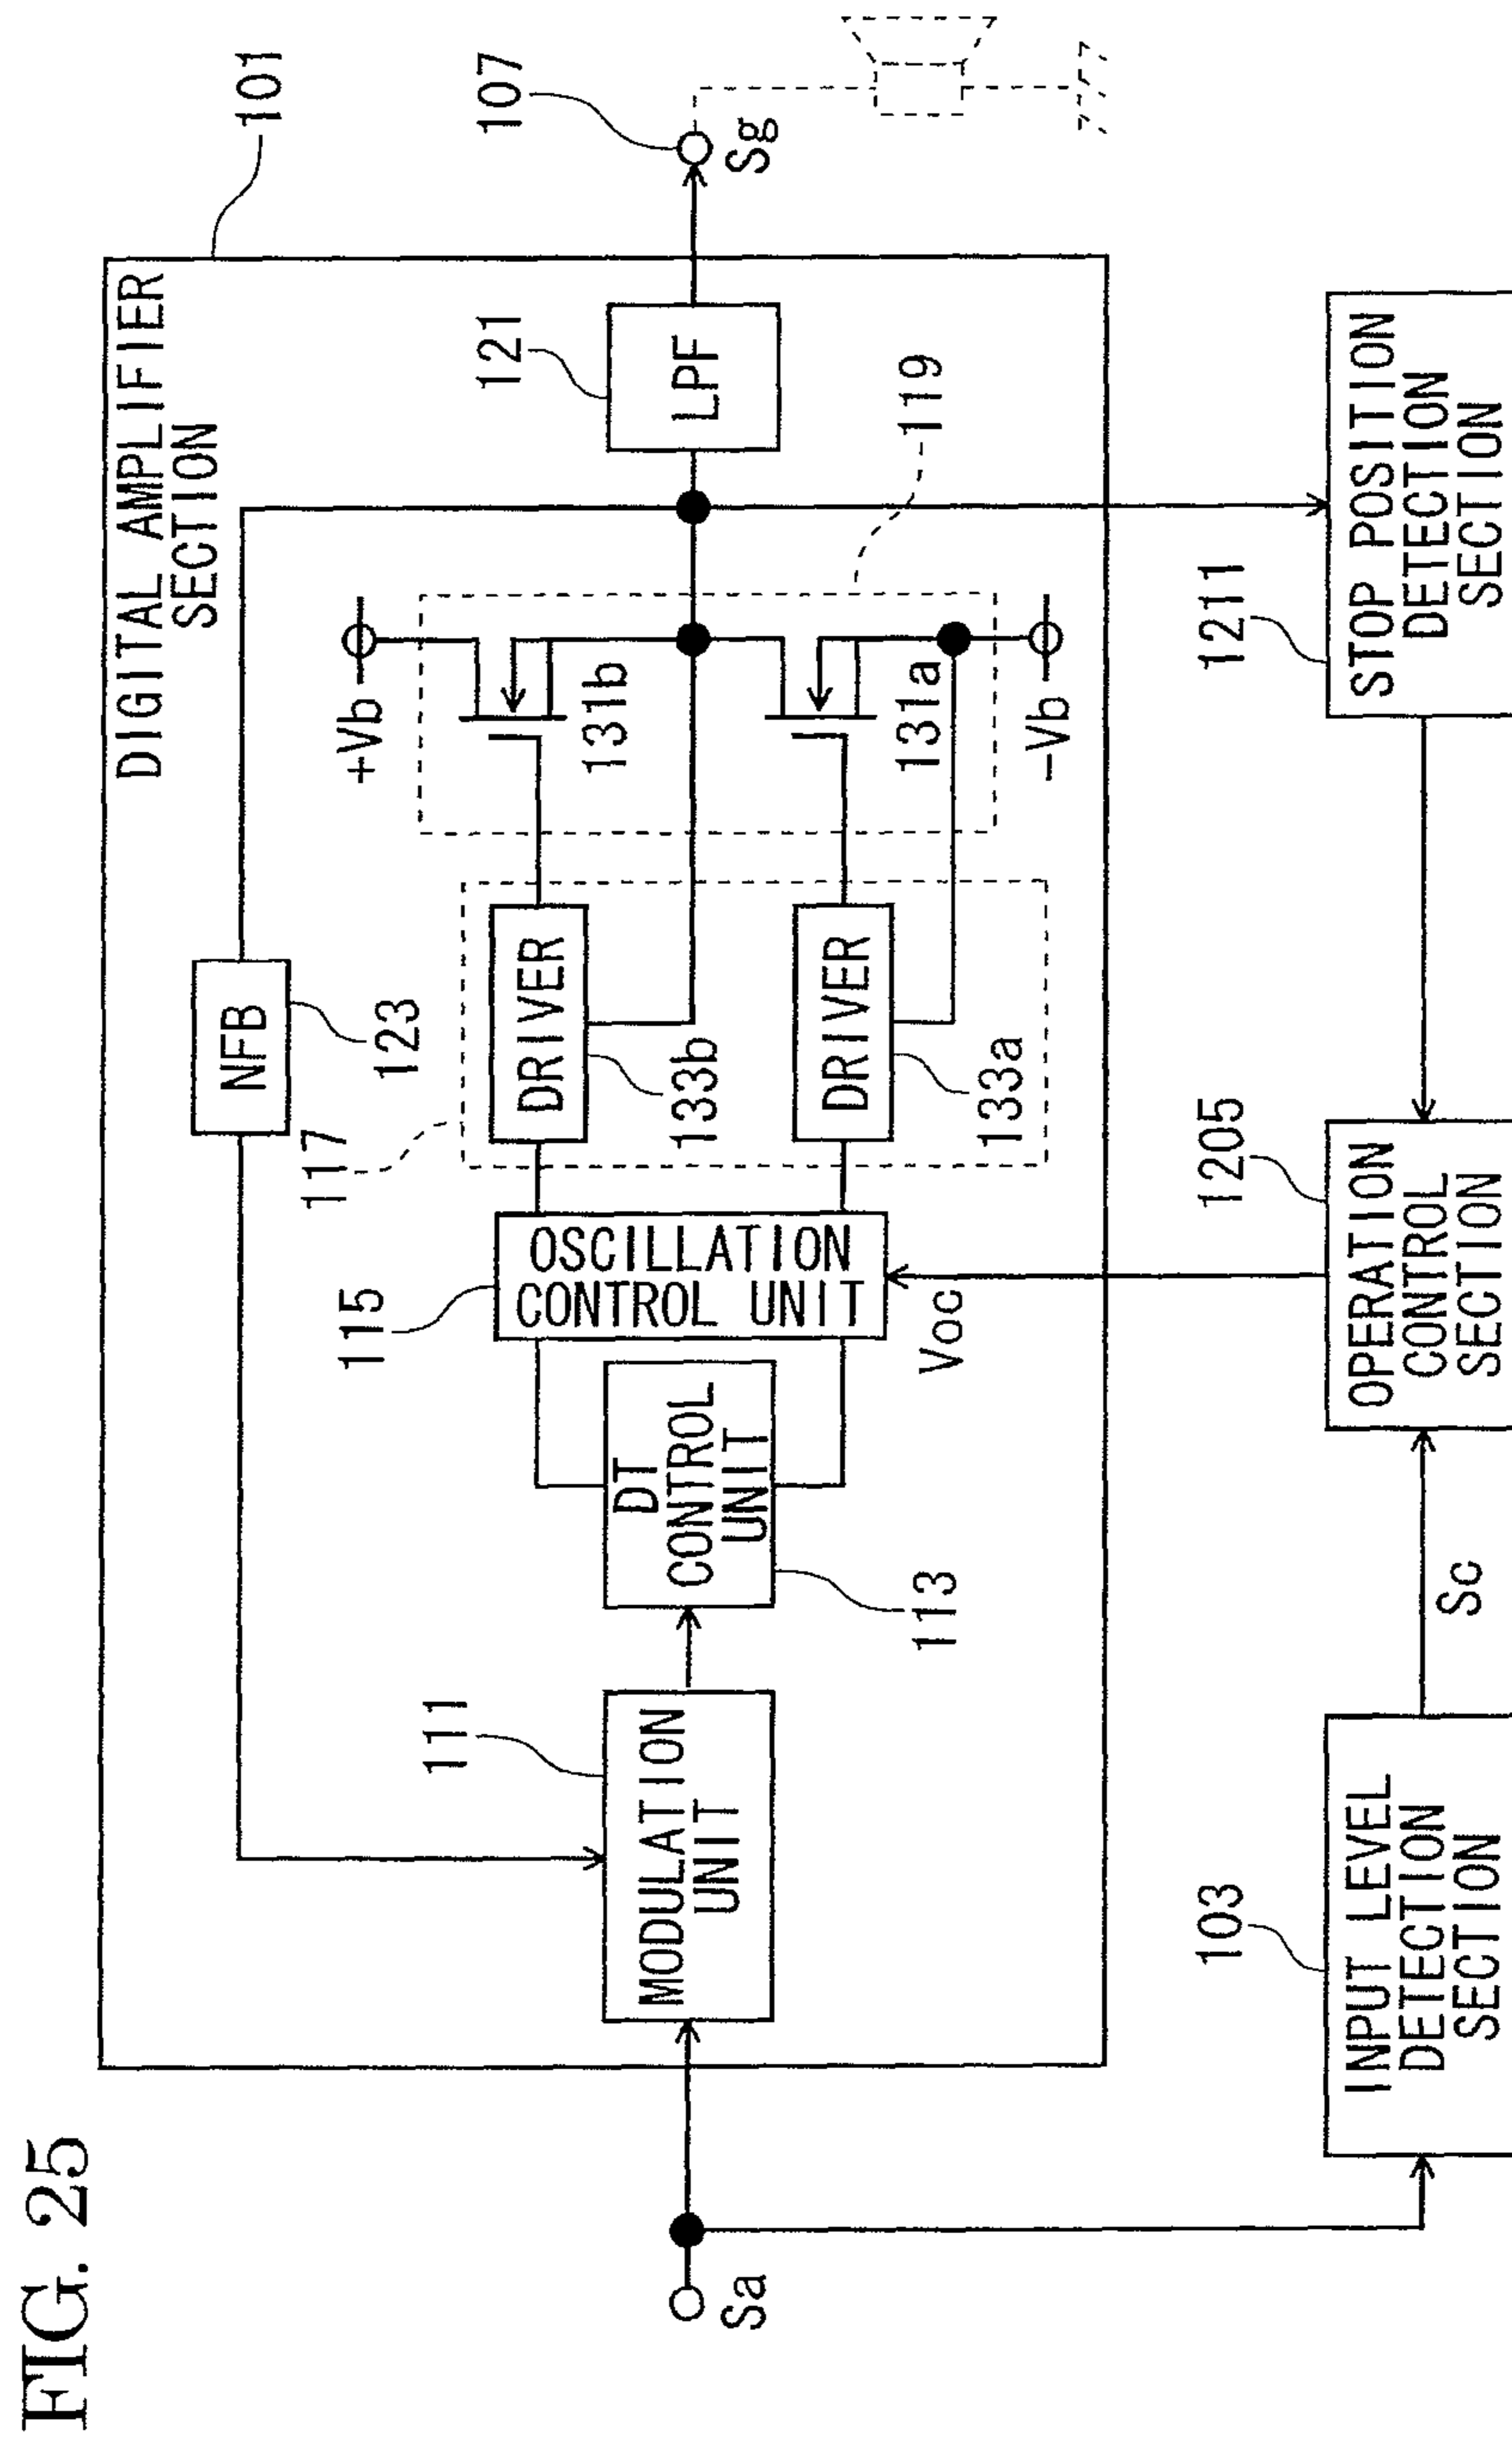 FIG. 25
DIGITAL AMPLIFIER
SECTION
101
NFB
123
+Vb
117
119
121
107
115
111
DRIVER
133b
131b
OSCILLATION
CONTROL UNIT
DT
CONTROL
UNIT
113
MODULATION
UNIT
LPF
Sa
Sg
DRIVER
133a
131a
-Vb
Voc
103
INPUT LEVEL
DETECTION
SECTION
Sc
1205
OPERATION
CONTROL
SECTION
1211
STOP POSITION
DETECTION
SECTION